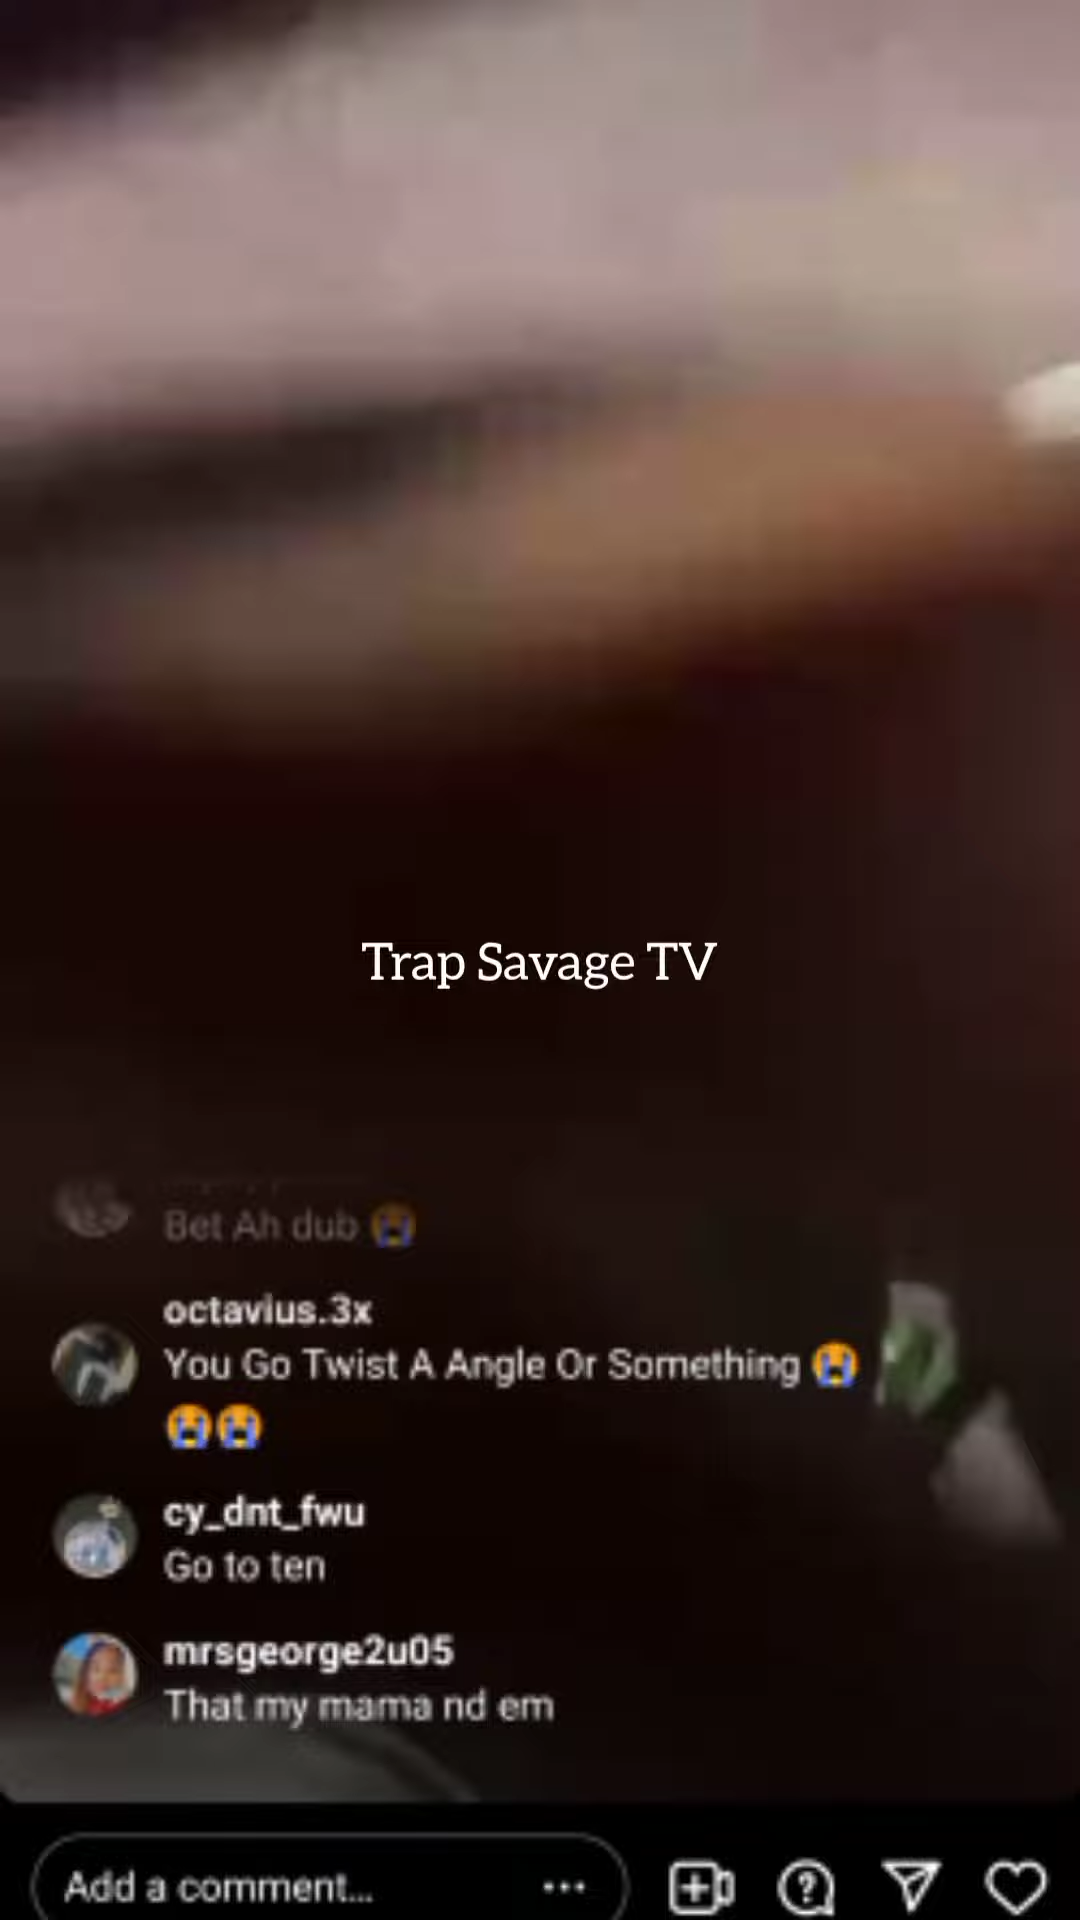 Trap Savage TV
Bet Ah dub 😭
octavius.3x
You Go Twist A Angle Or Something 😭
😭😭
cy_dnt_fwu
Go to ten
mrsgeorge2u05
That my mama nd em
Add a comment...